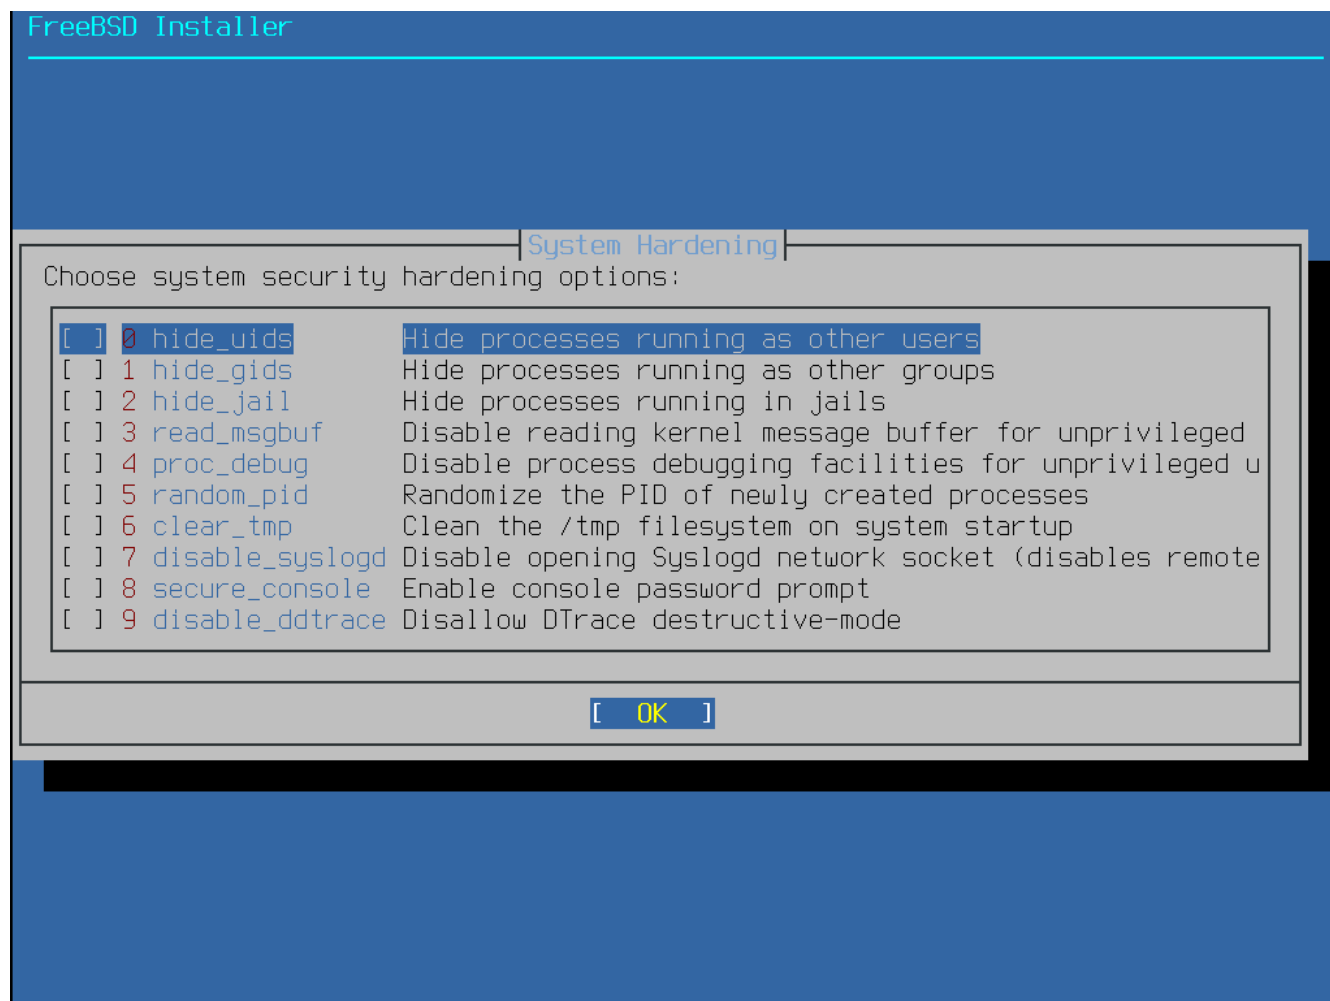 FreeBSD Installer
System Hardening
Choose system security hardening options:
[ ] 0 hide_uids Hide processes running as other users
[ ] 1 hide_gids Hide processes running as other groups
[ ] 2 hide_jail Hide processes running in jails
[ ] 3 read_msgbuf Disable reading kernel message buffer for unprivileged
[ ] 4 proc_debug Disable process debugging facilities for unprivileged u
[ ] 5 random_pid Randomize the PID of newly created processes
[ ] 6 clear_tmp Clean the /tmp filesystem on system startup
[ ] 7 disable_syslogd Disable opening Syslogd network socket (disables remote
[ ] 8 secure_console Enable console password prompt
[ ] 9 disable_ddtrace Disallow DTrace destructive-mode
[ OK ]